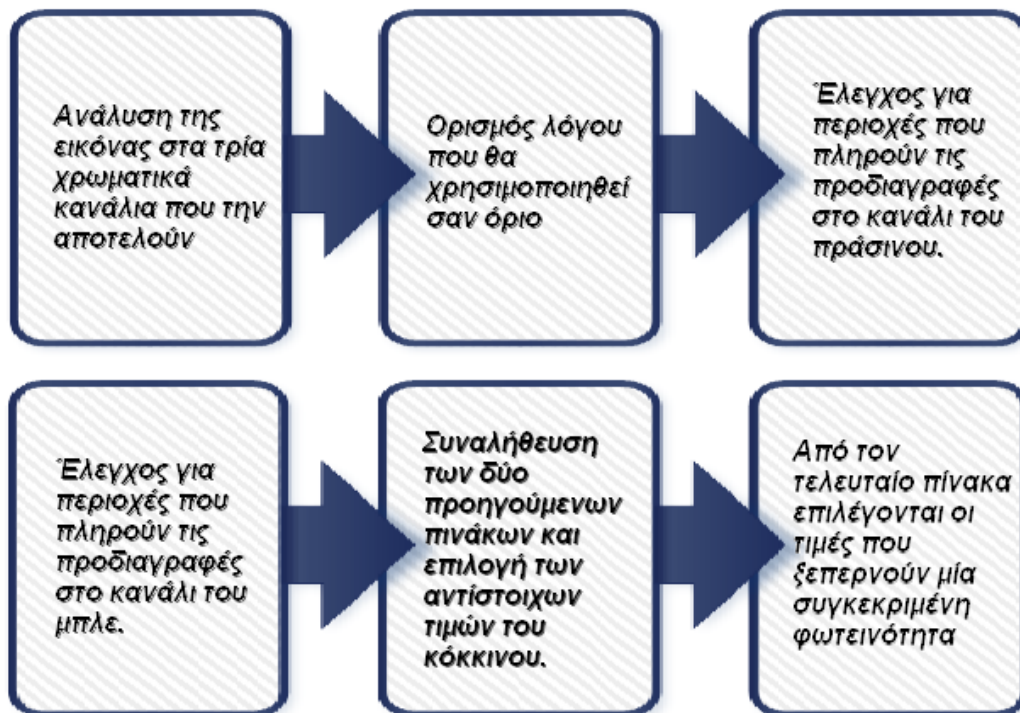 Ανάλυση της
εικόνας στα τρία
χρωματικά
κανάλια που την
αποτελούν
Ορισμός λόγου
που θα
χρησιμοποιηθεί
σαν όριο
Έλεγχος για
περιοχές που
πληρούν τις
προδιαγραφές
στο κανάλι του
πράσινου.
Έλεγχος για
περιοχές που
πληρούν τις
προδιαγραφές
στο κανάλι του
μπλε.
Συναλήθευση
των δύο
προηγούμενων
πινάκων και
επιλογή των
αντίστοιχων
τιμών του
κόκκινου.
Από τον
τελευταίο πίνακα
επιλέγονται οι
τιμές που
ξεπερνούν μία
συγκεκριμένη
φωτεινότητα